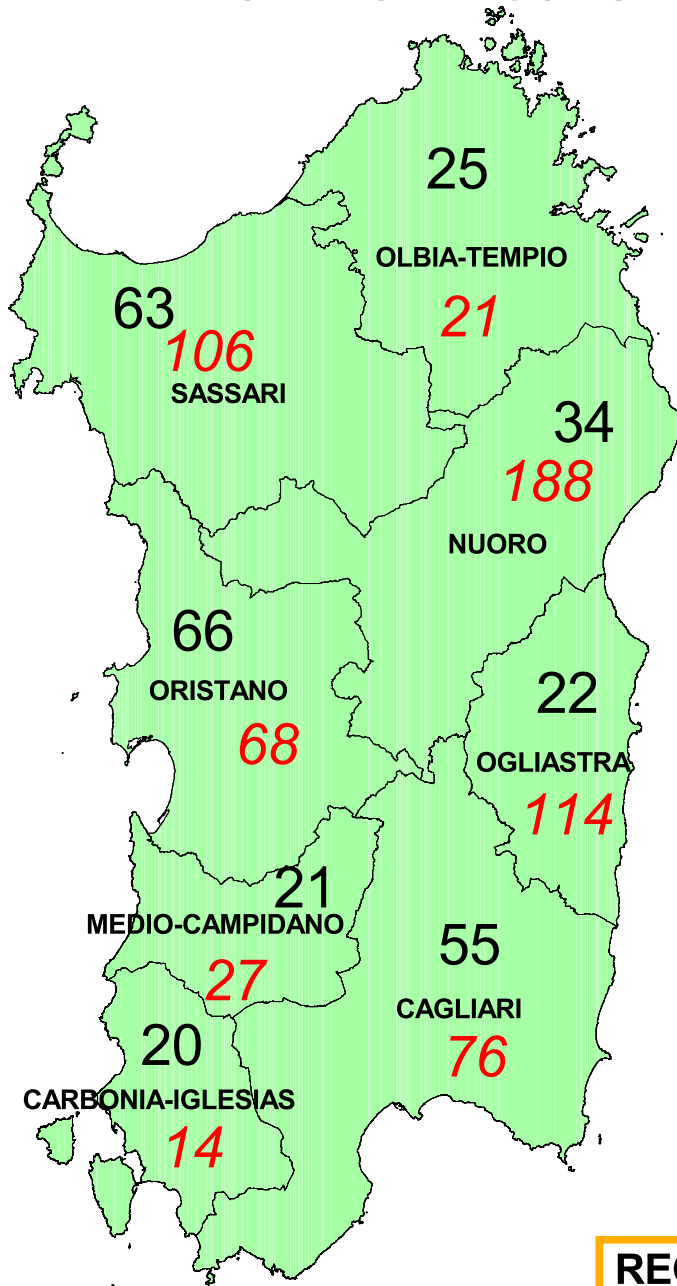 25
OLBIA-TEMPIO
21
63
106
SASSARI
34
188
NUORO
66
ORISTANO
68
22
OGLIASTRA
114
21
MEDIO-CAMPIDANO
27
55
CAGLIARI
76
20
CARBONIA-IGLESIAS
14